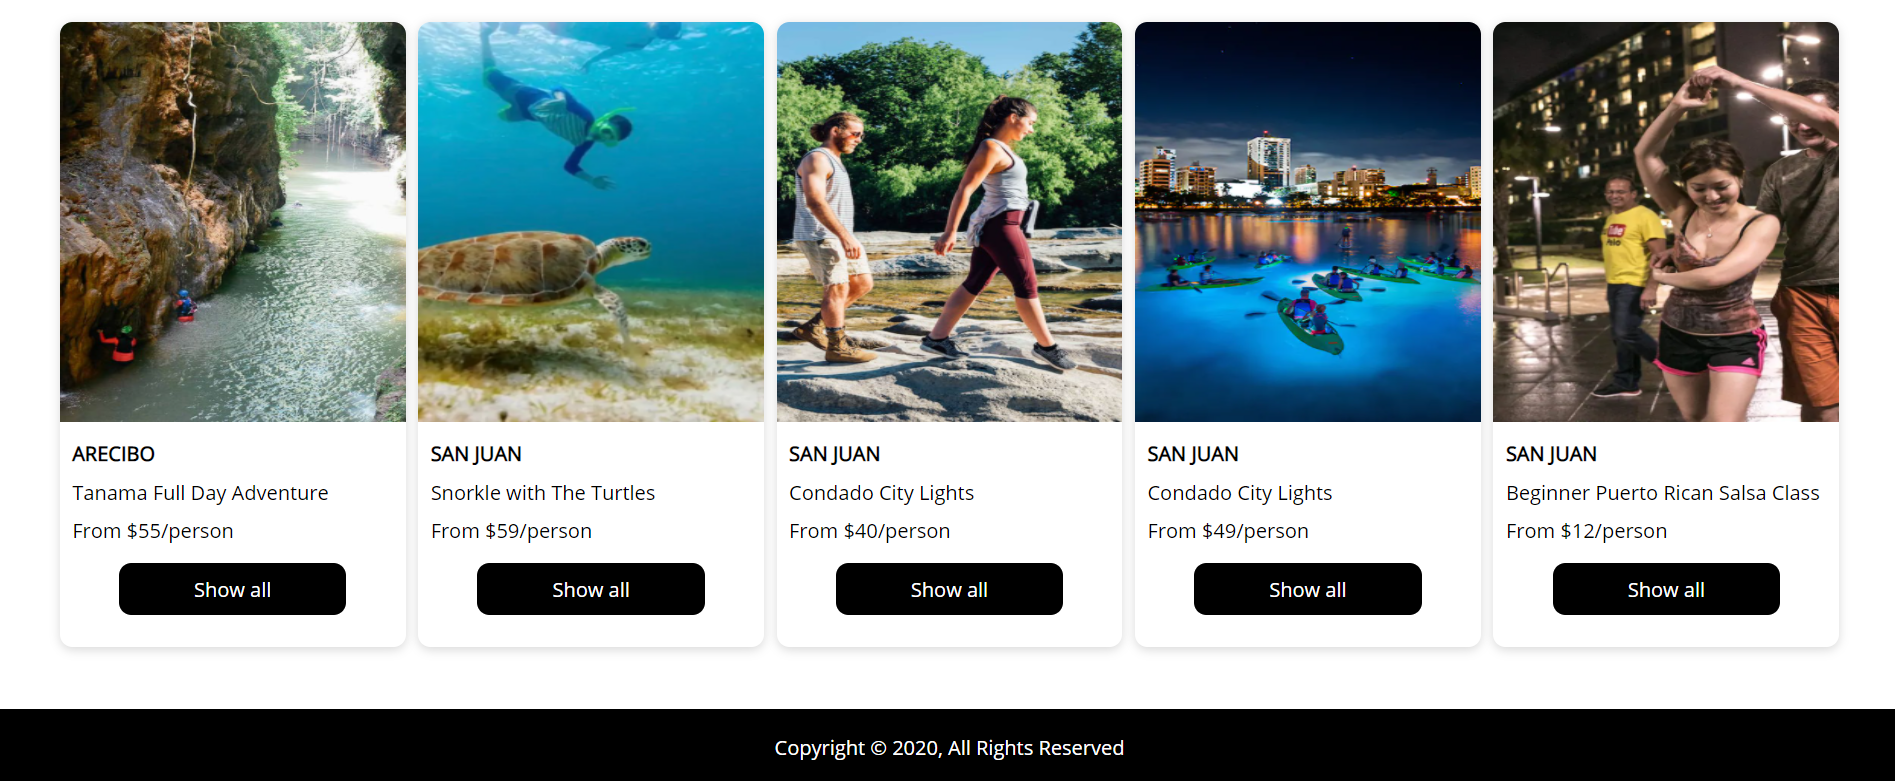 ARECIBO
Tanama Full Day Adventure
From $55/person
Show all
SAN JUAN
Snorkle with The Turtles
From $59/person
Show all
SAN JUAN
Condado City Lights
From $40/person
Show all
SAN JUAN
Condado City Lights
From $49/person
Show all
SAN JUAN
Beginner Puerto Rican Salsa Class
From $12/person
Show all
Copyright © 2020, All Rights Reserved